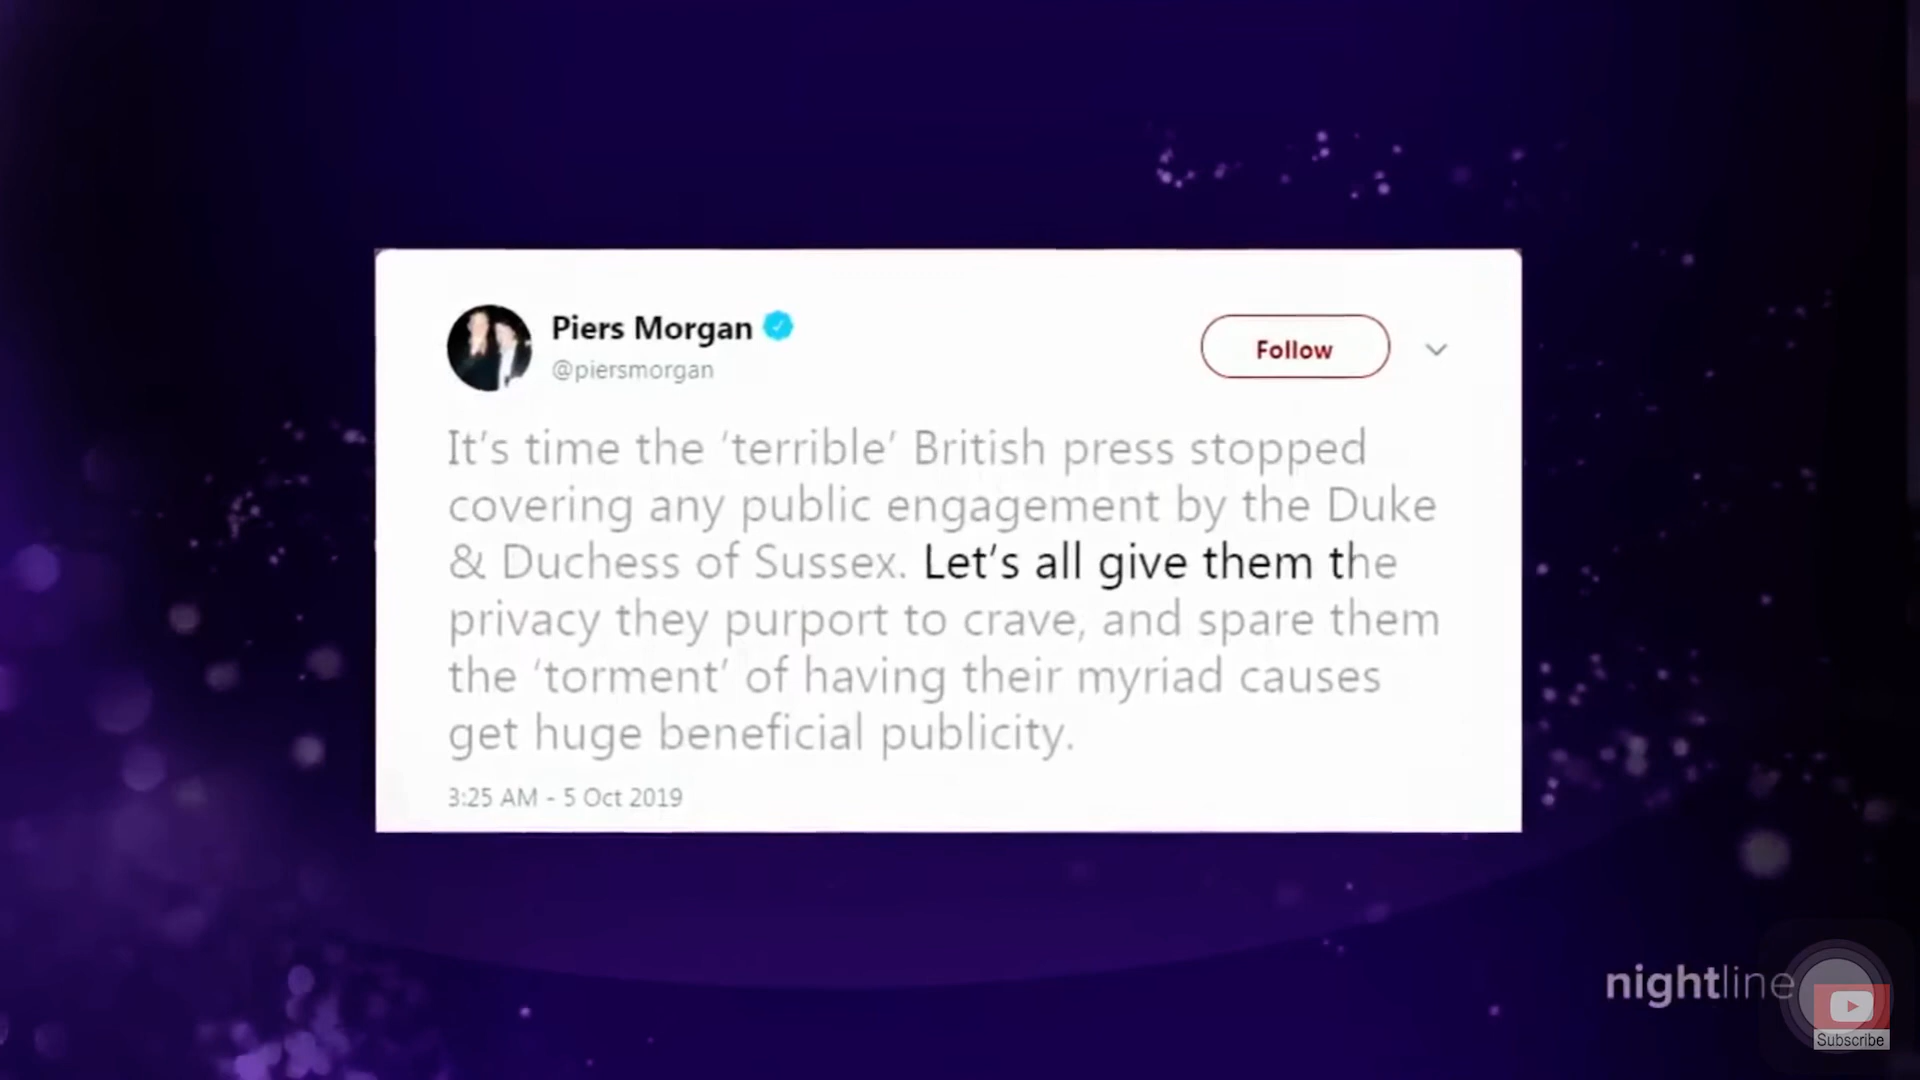 Piers Morgan
@piersmorgan
Follow
It's time the 'terrible' British press stopped
covering any public engagement by the Duke
& Duchess of Sussex. Let's all give them the
privacy they purport to crave, and spare them
the 'torment' of having their myriad causes
get huge beneficial publicity.
3:25 AM - 5 Oct 2019
nightline
Subscribe